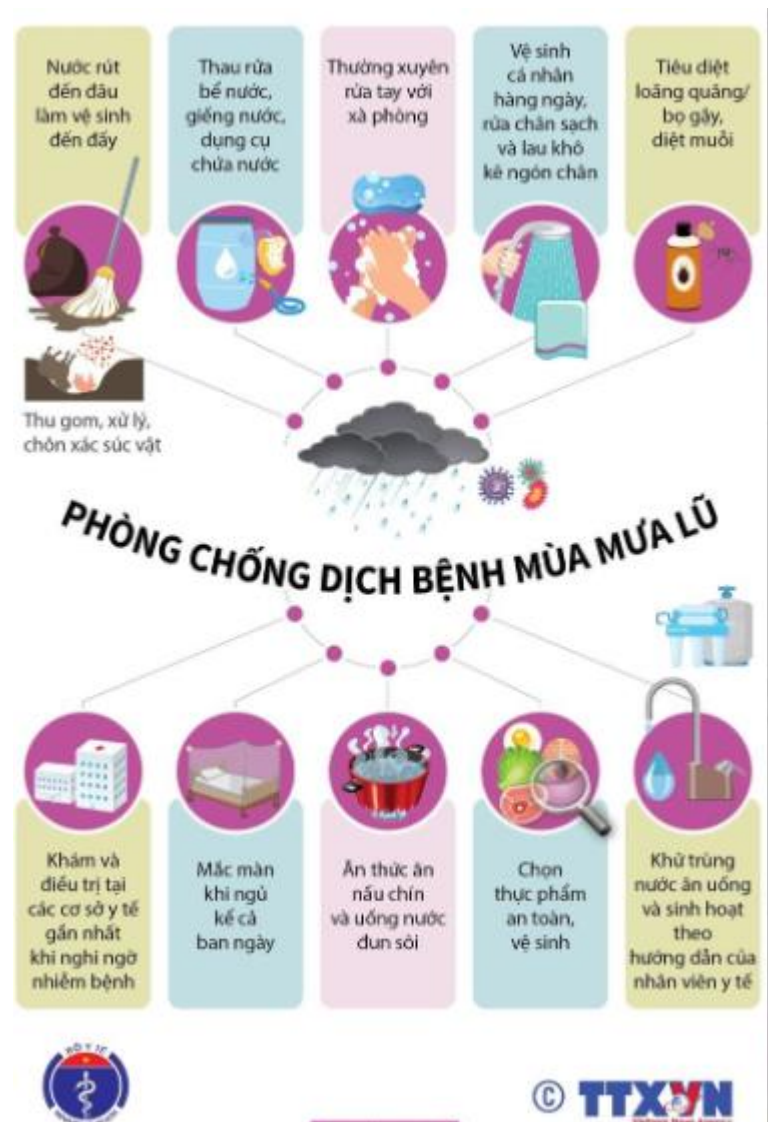 Nước rút
đến đâu
làm vệ sinh
đến đấy
Thau rửa
bể nước,
giếng nước,
dụng cụ
chứa nước
Thường xuyên
rửa tay với
xà phòng
Vệ sinh
cá nhân
hàng ngày,
rửa chân sạch
và lau khô
kẽ ngón chân
Tiêu diệt
loăng quăng/
bọ gậy,
diệt muỗi
Thu gom, xử lý,
chôn xác súc vật
PHÒNG CHỐNG DỊCH BỆNH MÙA MƯA LŨ
Khám và
điều trị tại
các cơ sở y tế
gần nhất
khi nghi ngờ
nhiễm bệnh
Mắc màn
khi ngủ
kể cả
ban ngày
Ăn thức ăn
nấu chín
và uống nước
đun sôi
Chọn
thực phẩm
an toàn,
vệ sinh
Khử trùng
nước ăn uống
và sinh hoạt
theo
hướng dẫn của
nhân viên y tế
BỘ Y TẾ
© TTXVN